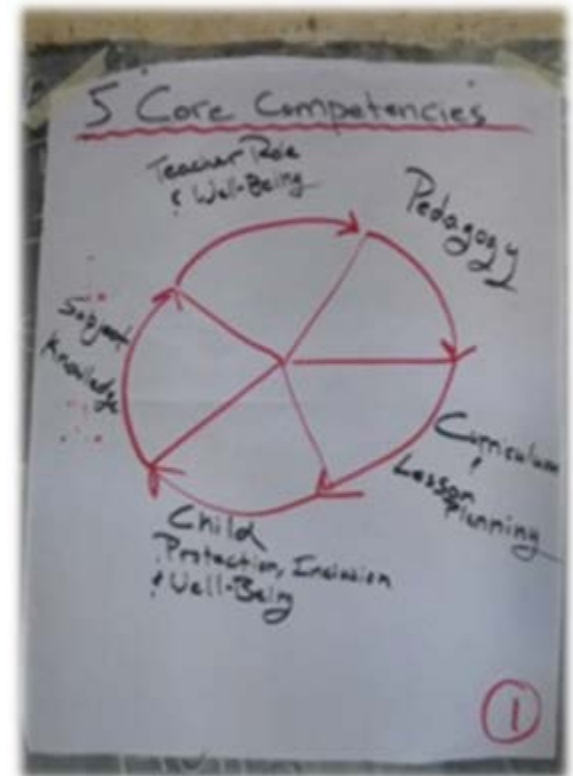 5 Core Competencies
Teacher Role
& Well-Being
Pedagogy
Subject
Knowledge
Curriculum
&
Lesson
Planning
Child
Protection, Inclusion
& Well-Being
1